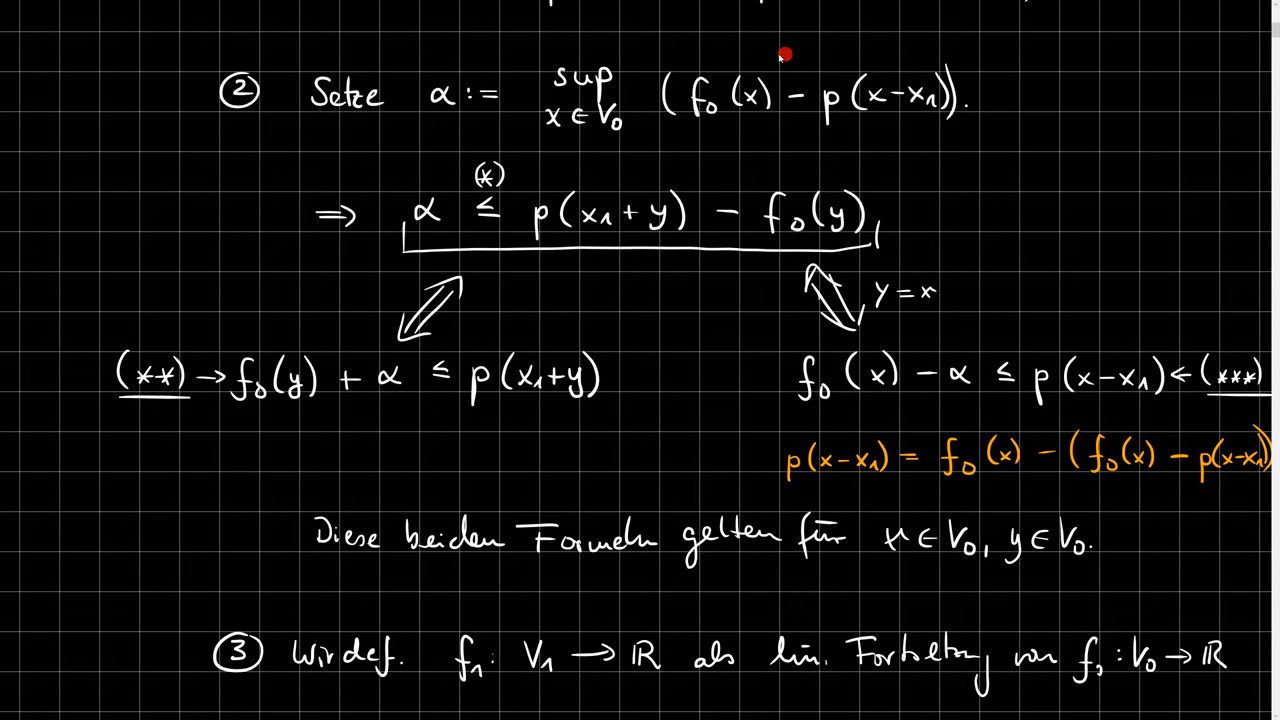 ② Setze α := sup (f₀(x) − p(x−x₁)).
x ∈ V₀
(*)
⇒ α ≤ p(x₁+y) − f₀(y)
y = x
(**) → f₀(y) + α ≤ p(x₁+y) f₀(x) − α ≤ p(x−x₁) ← (***)
p(x−x₁) = f₀(x) − (f₀(x) − p(x−x₁)
Diese beiden Formeln gelten für x ∈ V₀, y ∈ V₀.
③ Wir def. f₁: V₁ → ℝ als lin. Fortsetzung von f₀: V₀ → ℝ